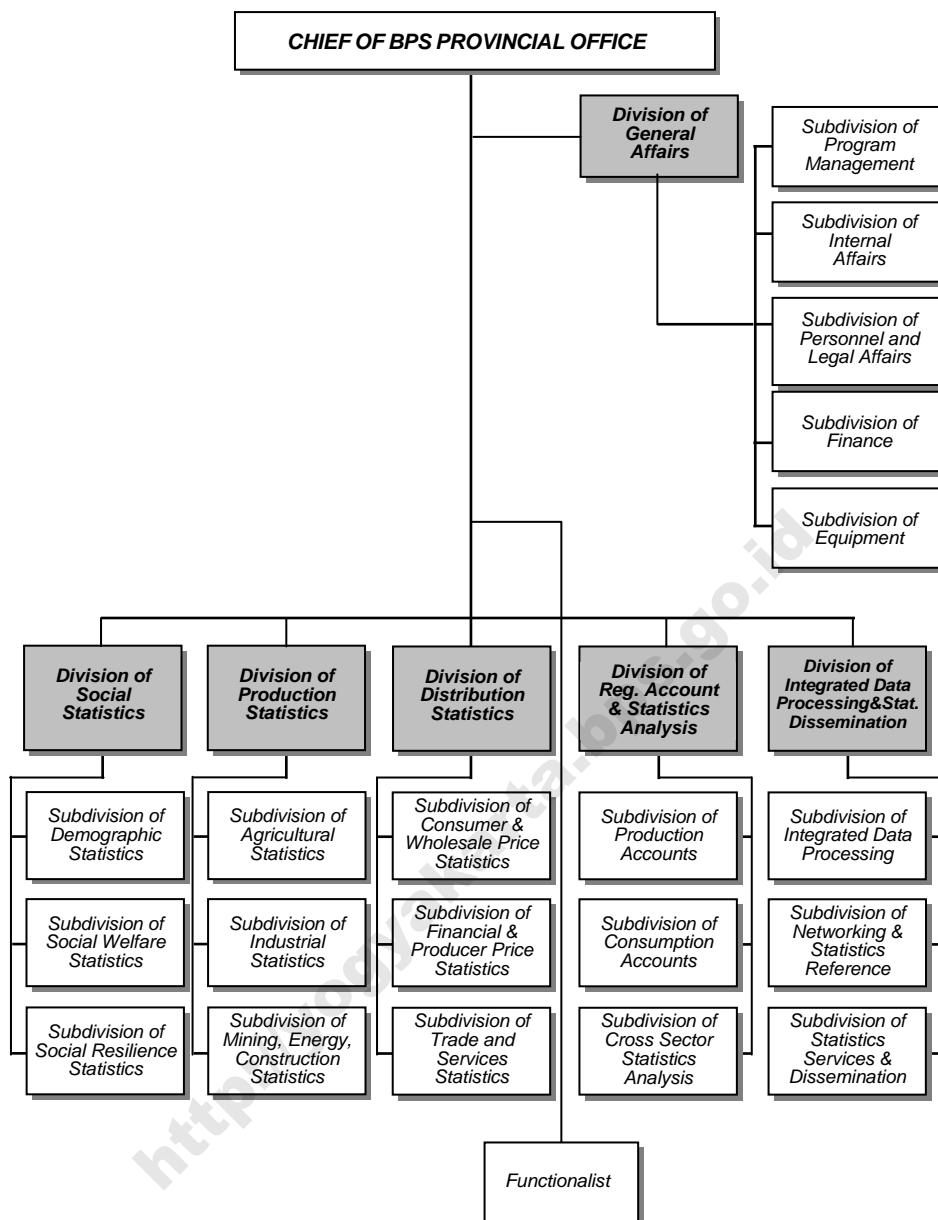 CHIEF OF BPS PROVINCIAL OFFICE
Division of
General
Affairs
Subdivision of
Program
Management
Subdivision of
Internal
Affairs
Subdivision of
Personnel and
Legal Affairs
Subdivision of
Finance
Subdivision of
Equipment
Division of
Social
Statistics
Division of
Production
Statistics
Division of
Distribution
Statistics
Division of
Reg. Account
& Statistics
Analysis
Division of
Integrated Data
Processing&Stat.
Dissemination
Subdivision of
Demographic
Statistics
Subdivision of
Agricultural
Statistics
Subdivision of
Consumer &
Wholesale Price
Statistics
Subdivision of
Production
Accounts
Subdivision of
Integrated Data
Processing
Subdivision of
Social Welfare
Statistics
Subdivision of
Industrial
Statistics
Subdivision of
Financial &
Producer Price
Statistics
Subdivision of
Consumption
Accounts
Subdivision of
Networking &
Statistics
Reference
Subdivision of
Social Resilience
Statistics
Subdivision of
Mining, Energy,
Construction
Statistics
Subdivision of
Trade and
Services
Statistics
Subdivision of
Cross Sector
Statistics
Analysis
Subdivision of
Statistics
Services &
Dissemination
Functionalist
http://yogyakarta.bps.go.id